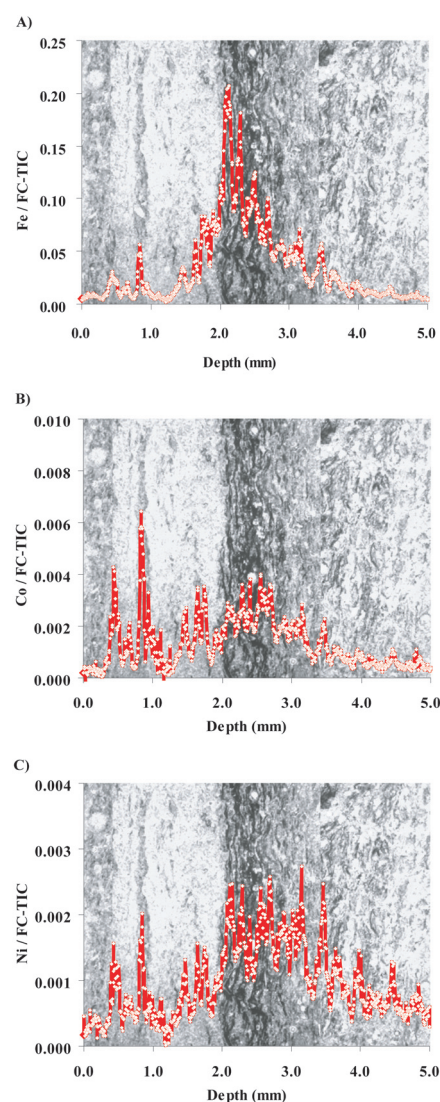 A)
Fe / FC-TIC
0.25
0.20
0.15
0.10
0.05
0.00
0.0 1.0 2.0 3.0 4.0 5.0
Depth (mm)
B)
Co / FC-TIC
0.010
0.008
0.006
0.004
0.002
0.000
0.0 1.0 2.0 3.0 4.0 5.0
Depth (mm)
C)
Ni / FC-TIC
0.004
0.003
0.002
0.001
0.000
0.0 1.0 2.0 3.0 4.0 5.0
Depth (mm)